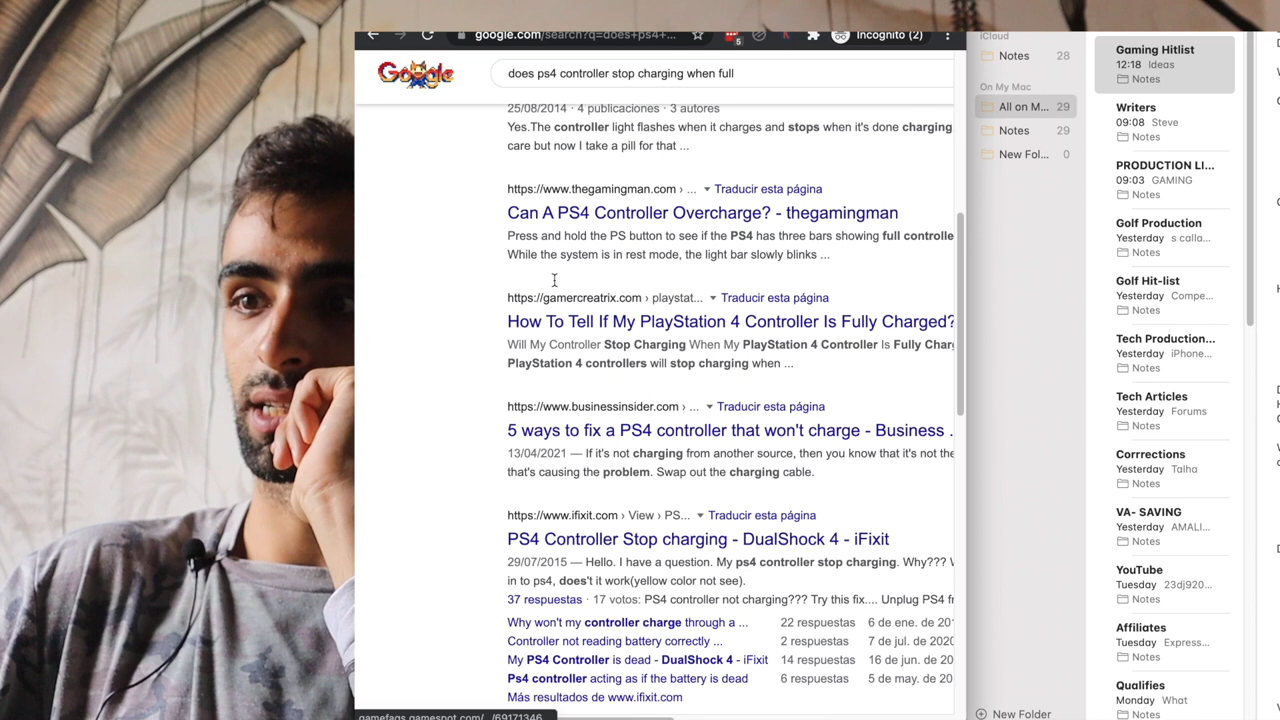 google.com/search?q=does+ps4+...
5
Incognito (2)
Google
does ps4 controller stop charging when full
25/08/2014 · 4 publicaciones · 3 autores
Yes.The controller light flashes when it charges and stops when it's done charging
care but now I take a pill for that ...
https://www.thegamingman.com › ... Traducir esta página
Can A PS4 Controller Overcharge? - thegamingman
Press and hold the PS button to see if the PS4 has three bars showing full controlle
While the system is in rest mode, the light bar slowly blinks ...
https://gamercreatrix.com › playstat... Traducir esta página
How To Tell If My PlayStation 4 Controller Is Fully Charged?
Will My Controller Stop Charging When My PlayStation 4 Controller Is Fully Char
PlayStation 4 controllers will stop charging when ...
https://www.businessinsider.com › ... Traducir esta página
5 ways to fix a PS4 controller that won't charge - Business .
13/04/2021 — If it's not charging from another source, then you know that it's not the
that's causing the problem. Swap out the charging cable.
https://www.ifixit.com › View › PS... Traducir esta página
PS4 Controller Stop charging - DualShock 4 - iFixit
29/07/2015 — Hello. I have a question. My ps4 controller stop charging. Why???
in to ps4, does't it work(yellow color not see).
37 respuestas · 17 votos: PS4 controller not charging??? Try this fix.... Unplug PS4 f
Why won't my controller charge through a ... 22 respuestas 6 de ene. de 20
Controller not reading battery correctly ... 2 respuestas 7 de jul. de 2020
My PS4 Controller is dead - DualShock 4 - iFixit 14 respuestas 16 de jun. de 20
Ps4 controller acting as if the battery is dead 6 respuestas 5 de may. de 20
Más resultados de www.ifixit.com
gamefaqs.gamespot.com/.../69171346
iCloud
Notes 28
On My Mac
All on M... 29
Notes 29
New Fol... 0
New Folder
Gaming Hitlist
12:18 Ideas
Notes
Writers
09:08 Steve
Notes
PRODUCTION LI...
09:03 GAMING
Notes
Golf Production
Yesterday s calla...
Notes
Golf Hit-list
Yesterday Compe...
Notes
Tech Production...
Yesterday iPhone...
Notes
Tech Articles
Yesterday Forums
Notes
Corrrections
Yesterday Talha
Notes
VA- SAVING
Yesterday AMALI...
Notes
YouTube
Tuesday 23dj920...
Notes
Affiliates
Tuesday Express...
Notes
Qualifies
Monday What
Notes